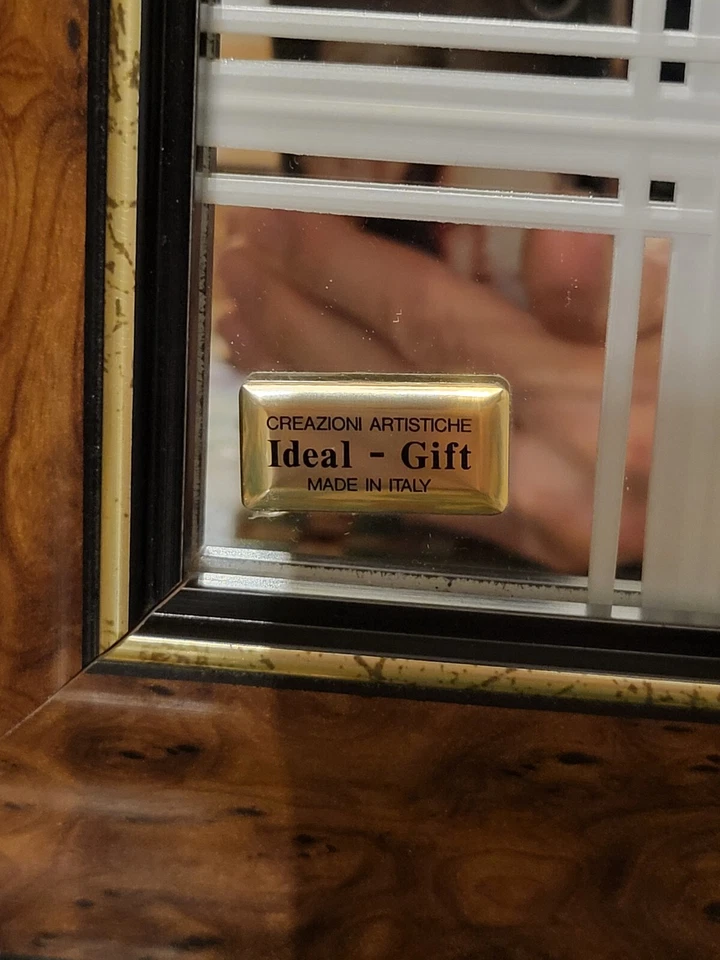 CREAZIONI ARTISTICHE
Ideal - Gift
MADE IN ITALY